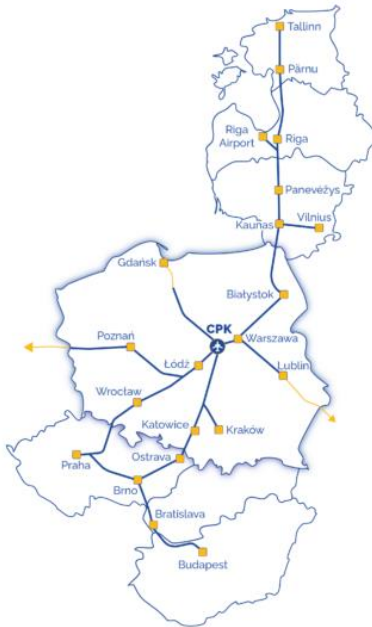 Tallinn
Pärnu
Riga
Airport
Riga
Panevėżys
Kaunas
Vilnius
Gdańsk
Białystok
CPK
Poznań
Warszawa
Łódź
Lublin
Wrocław
Katowice
Kraków
Praha
Ostrava
Brno
Bratislava
Budapest